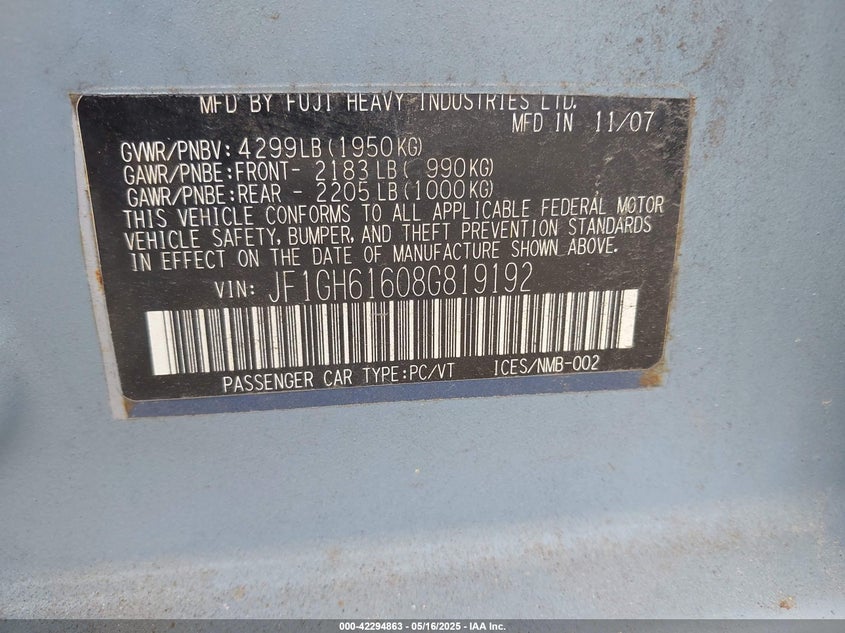 MFD BY FUJI HEAVY INDUSTRIES LTD.
MFD IN 11/07
GVWR/PNBV: 4299LB(1950KG)
GAWR/PNBE:FRONT- 2183LB( 990KG)
GAWR/PNBE:REAR - 2205LB(1000KG)
THIS VEHICLE CONFORMS TO ALL APPLICABLE FEDERAL MOTOR
VEHICLE SAFETY, BUMPER, AND THEFT PREVENTION STANDARDS
IN EFFECT ON THE DATE OF MANUFACTURE SHOWN ABOVE.
VIN: JF1GH61608G819192
PASSENGER CAR TYPE:PC/VT ICES/NMB-002
000-42294863 - 05/16/2025 - IAA Inc.